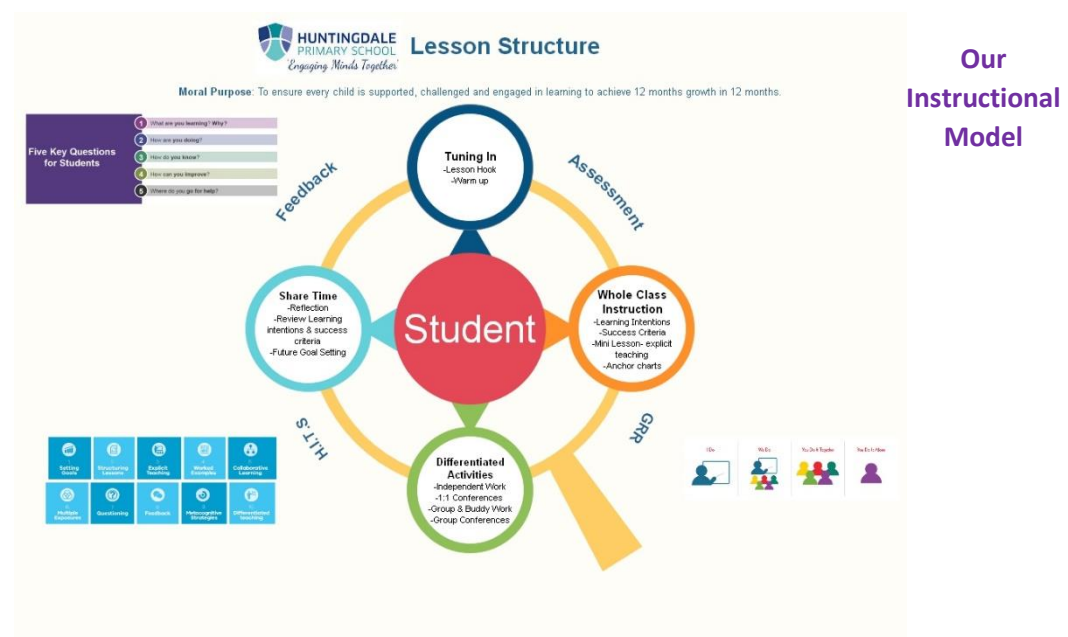 HUNTINGDALE
PRIMARY SCHOOL
'Engaging Minds Together'
Lesson Structure
Our
Instructional
Model
Moral Purpose: To ensure every child is supported, challenged and engaged in learning to achieve 12 months growth in 12 months.
Five Key Questions
for Students
1 What are you learning? Why?
2 How are you doing?
3 How do you know?
4 How can you improve?
5 Where do you go for help?
Feedback
Assessment
Tuning In
-Lesson Hook
-Warm up
Share Time
-Reflection
-Review Learning
intentions & success
criteria
-Future Goal Setting
Student
Whole Class
Instruction
-Learning Intentions
-Success Criteria
-Mini Lesson- explicit
teaching
-Anchor charts
H.I.T.S
GRR
Differentiated
Activities
-Independent Work
-1:1 Conferences
-Group & Buddy Work
-Group Conferences
Setting
Goals
Structuring
Lessons
Explicit
Teaching
Worked
Examples
Collaborative
Learning
Multiple
Exposures
Questioning
Feedback
Metacognitive
Strategies
Differentiated
teaching
I Do
We Do
You Do It Together
You Do It Alone